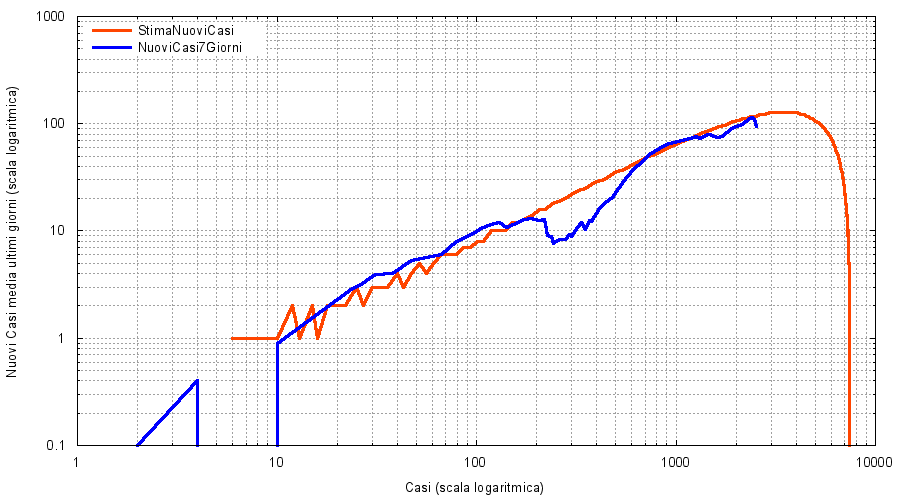 1000
StimaNuoviCasi
NuoviCasi7Giorni
100
10
1
0.1
Nuovi Casi media ultimi giorni (scala logaritmica)
1 10 100 1000 10000
Casi (scala logaritmica)